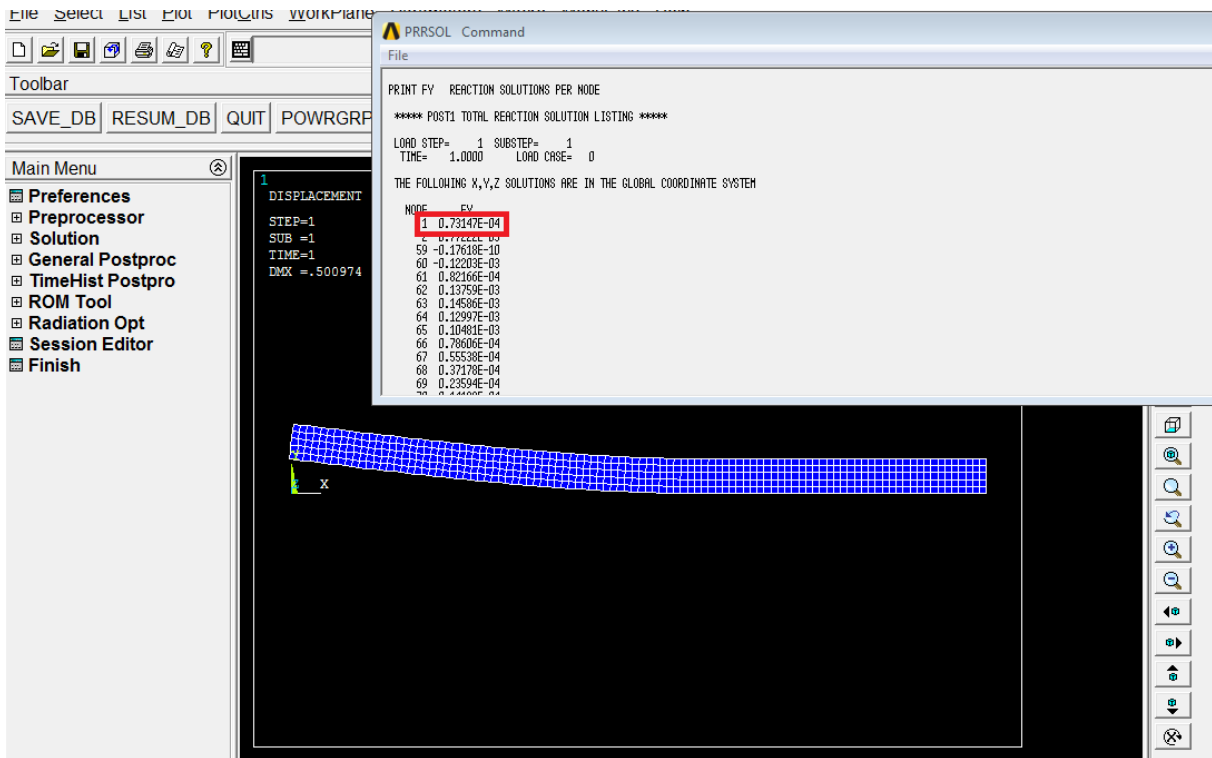 File Select List Plot PlotCtrls WorkPlane
PRRSOL Command
File
Toolbar
SAVE_DB RESUM_DB QUIT POWRGRP
PRINT FY REACTION SOLUTIONS PER NODE
***** POST1 TOTAL REACTION SOLUTION LISTING *****
LOAD STEP= 1 SUBSTEP= 1
TIME= 1.0000 LOAD CASE= 0
THE FOLLOWING X,Y,Z SOLUTIONS ARE IN THE GLOBAL COORDINATE SYSTEM
NODE FY
1 0.73147E-04
2 0.77222E-03
59 -0.17618E-10
60 -0.12203E-03
61 0.82166E-04
62 0.13759E-03
63 0.14586E-03
64 0.12997E-03
65 0.10481E-03
66 0.78606E-04
67 0.55538E-04
68 0.37178E-04
69 0.23594E-04
Main Menu
Preferences
Preprocessor
Solution
General Postproc
TimeHist Postpro
ROM Tool
Radiation Opt
Session Editor
Finish
1
DISPLACEMENT
STEP=1
SUB =1
TIME=1
DMX =.500974
X